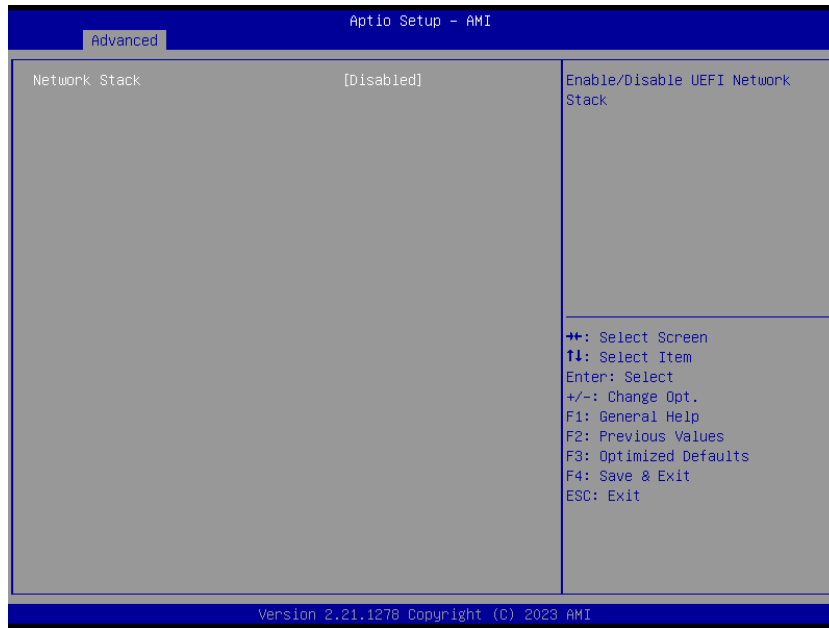 Aptio Setup – AMI
Advanced
Network Stack [Disabled]
Enable/Disable UEFI Network
Stack
→←: Select Screen
↑↓: Select Item
Enter: Select
+/-: Change Opt.
F1: General Help
F2: Previous Values
F3: Optimized Defaults
F4: Save & Exit
ESC: Exit
Version 2.21.1278 Copyright (C) 2023 AMI